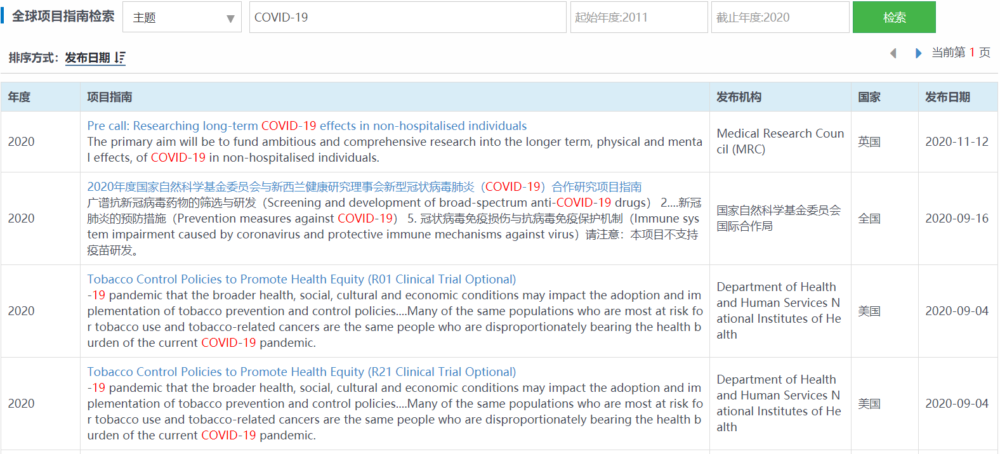 全球项目指南检索 主题 ▼ COVID-19 起始年度:2011 截止年度:2020 检索
排序方式: 发布日期 当前第 1 页
年度 项目指南 发布机构 国家 发布日期
2020
Pre call: Researching long-term COVID-19 effects in non-hospitalised individuals
The primary aim will be to fund ambitious and comprehensive research into the longer term, physical and menta
l effects, of COVID-19 in non-hospitalised individuals.
Medical Research Coun
cil (MRC)
英国
2020-11-12
2020
2020年度国家自然科学基金委员会与新西兰健康研究理事会新型冠状病毒肺炎（COVID-19）合作研究项目指南
广谱抗新冠病毒药物的筛选与研发（Screening and development of broad-spectrum anti-COVID-19 drugs） 2....新冠
肺炎的预防措施（Prevention measures against COVID-19） 5. 冠状病毒免疫损伤与抗病毒免疫保护机制（Immune sys
tem impairment caused by coronavirus and protective immune mechanisms against virus）请注意：本项目不支持
疫苗研发。
国家自然科学基金委员会
国际合作局
全国
2020-09-16
2020
Tobacco Control Policies to Promote Health Equity (R01 Clinical Trial Optional)
-19 pandemic that the broader health, social, cultural and economic conditions may impact the adoption and im
plementation of tobacco prevention and control policies....Many of the same populations who are most at risk fo
r tobacco use and tobacco-related cancers are the same people who are disproportionately bearing the health b
urden of the current COVID-19 pandemic.
Department of Health
and Human Services N
ational Institutes of He
alth
美国
2020-09-04
2020
Tobacco Control Policies to Promote Health Equity (R21 Clinical Trial Optional)
-19 pandemic that the broader health, social, cultural and economic conditions may impact the adoption and im
plementation of tobacco prevention and control policies....Many of the same populations who are most at risk fo
r tobacco use and tobacco-related cancers are the same people who are disproportionately bearing the health b
urden of the current COVID-19 pandemic.
Department of Health
and Human Services N
ational Institutes of He
alth
美国
2020-09-04